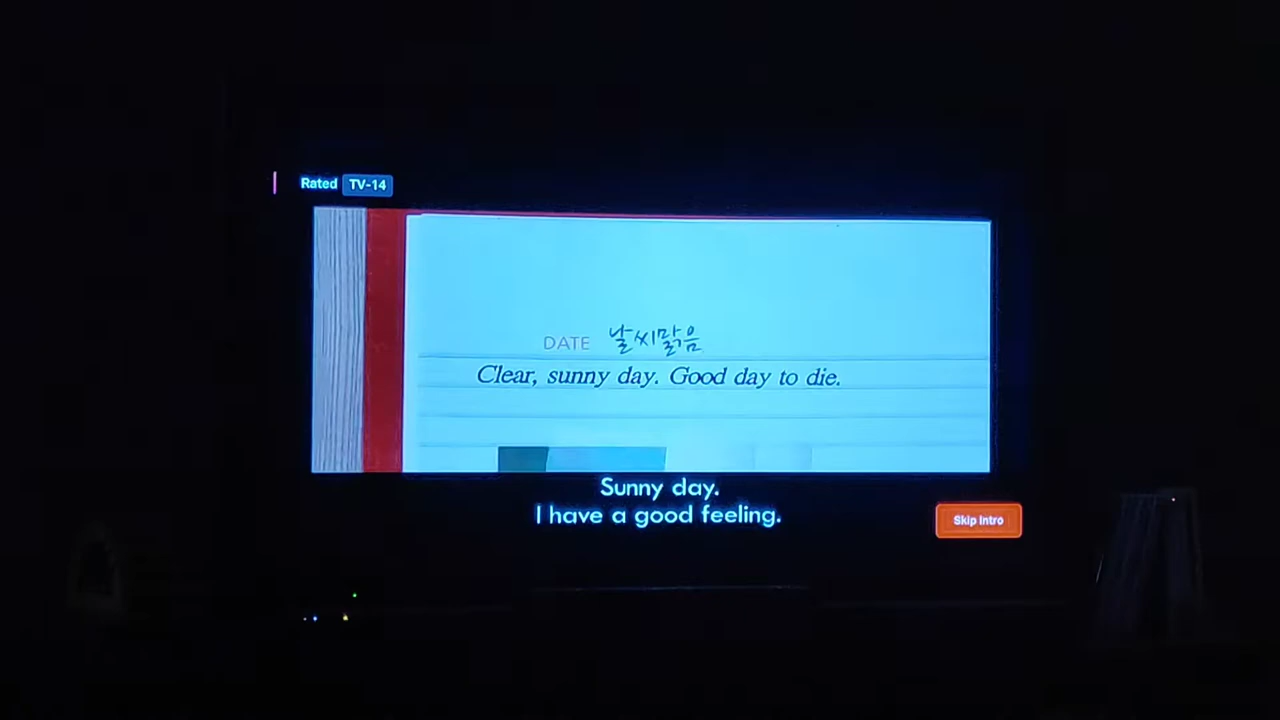 Rated TV-14
DATE 날씨맑음
Clear, sunny day. Good day to die.
Sunny day.
I have a good feeling.
Skip Intro